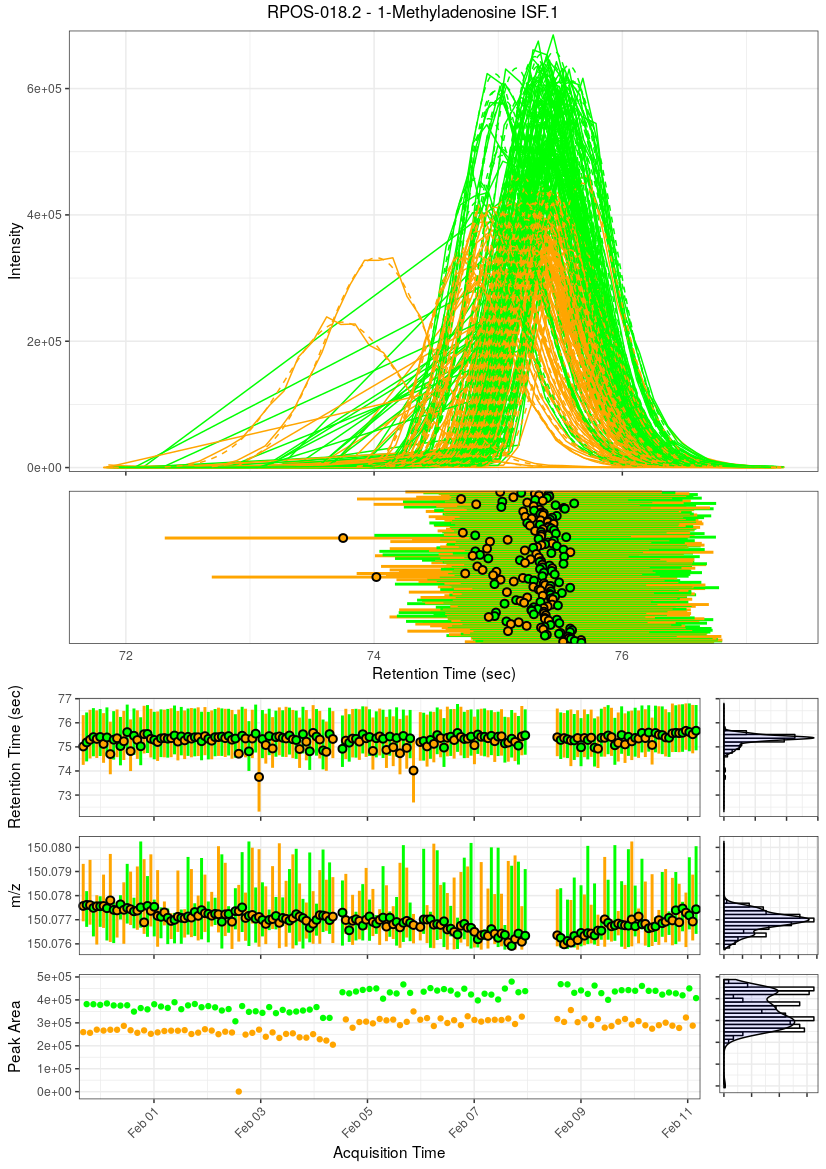 RPOS-018.2 - 1-Methyladenosine ISF.1
6e+05
4e+05
2e+05
0e+00
Intensity
72
74
76
Retention Time (sec)
77
76
75
74
73
Retention Time (sec)
150.080
150.079
150.078
150.077
150.076
m/z
5e+05
4e+05
3e+05
2e+05
1e+05
0e+00
Peak Area
Feb 01
Feb 03
Feb 05
Feb 07
Feb 09
Feb 11
Acquisition Time